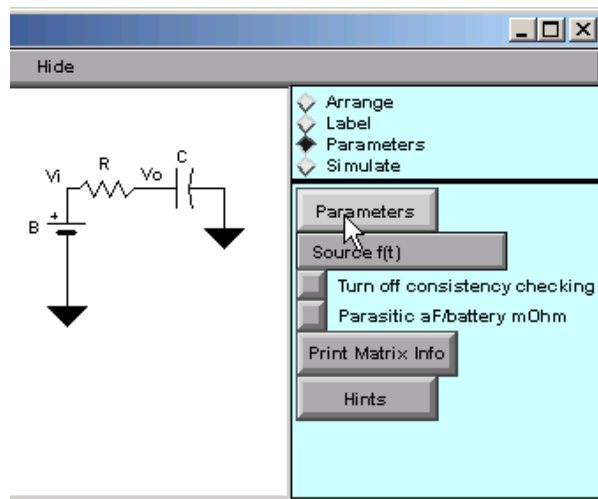 Hide
Arrange
Label
Parameters
Simulate
Vi
R
Vo
C
B
+
Parameters
Source f(t)
Turn off consistency checking
Parasitic aF/battery mOhm
Print Matrix Info
Hints